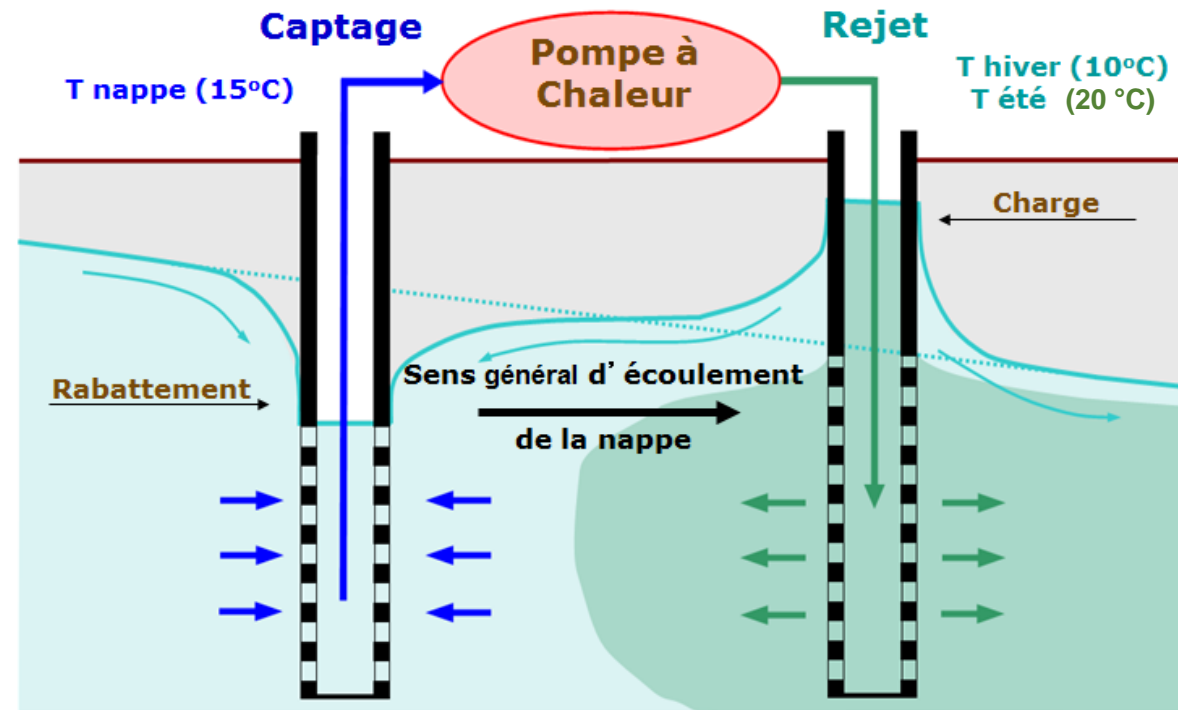 Captage
Pompe à
Chaleur
Rejet
T nappe (15°C)
T hiver (10°C)
T été (20 °C)
Charge
Rabattement
Sens général d' écoulement
de la nappe